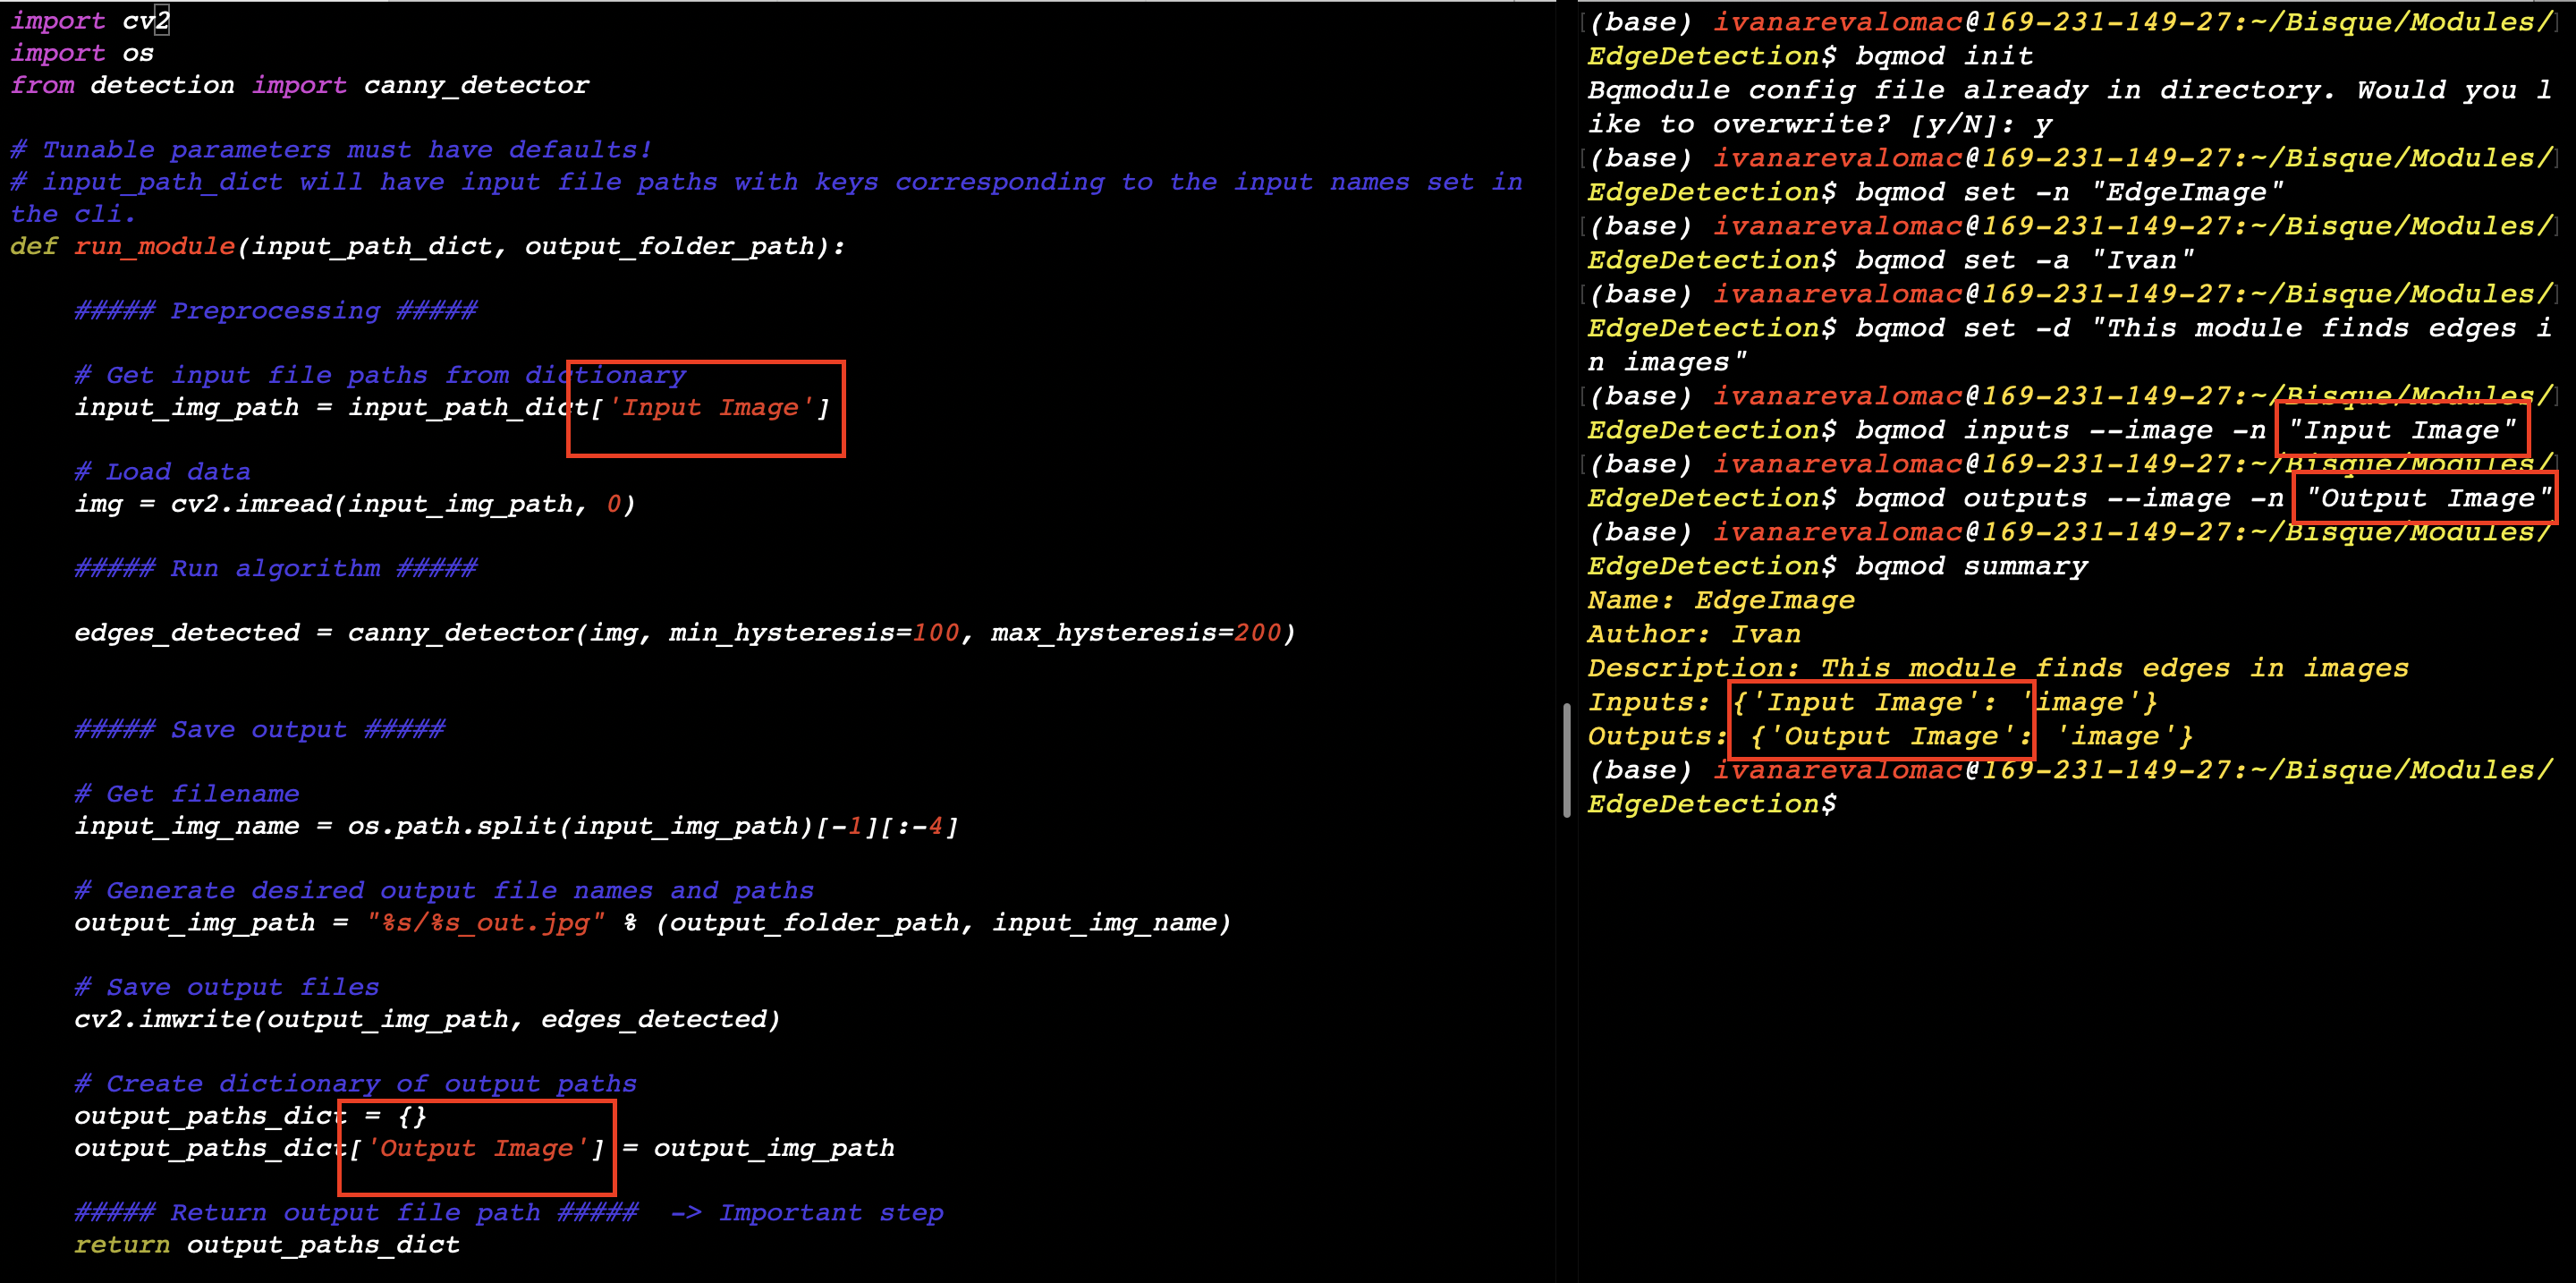 import cv2
import os
from detection import canny_detector
# Tunable parameters must have defaults!
# input_path_dict will have input file paths with keys corresponding to the input names set in
the cli.
def run_module(input_path_dict, output_folder_path):
##### Preprocessing #####
# Get input file paths from dictionary
input_img_path = input_path_dict['Input Image']
# Load data
img = cv2.imread(input_img_path, 0)
##### Run algorithm #####
edges_detected = canny_detector(img, min_hysteresis=100, max_hysteresis=200)
##### Save output #####
# Get filename
input_img_name = os.path.split(input_img_path)[-1][:-4]
# Generate desired output file names and paths
output_img_path = "%s/%s_out.jpg" % (output_folder_path, input_img_name)
# Save output files
cv2.imwrite(output_img_path, edges_detected)
# Create dictionary of output paths
output_paths_dict = {}
output_paths_dict['Output Image'] = output_img_path
##### Return output file path #####  -> Important step
return output_paths_dict
[(base) ivanarevalomac@169-231-149-27:~/Bisque/Modules/]
EdgeDetection$ bqmod init
Bqmodule config file already in directory. Would you l
ike to overwrite? [y/N]: y
[(base) ivanarevalomac@169-231-149-27:~/Bisque/Modules/]
EdgeDetection$ bqmod set -n "EdgeImage"
[(base) ivanarevalomac@169-231-149-27:~/Bisque/Modules/]
EdgeDetection$ bqmod set -a "Ivan"
[(base) ivanarevalomac@169-231-149-27:~/Bisque/Modules/]
EdgeDetection$ bqmod set -d "This module finds edges i
n images"
[(base) ivanarevalomac@169-231-149-27:~/Bisque/Modules/]
EdgeDetection$ bqmod inputs --image -n "Input Image"
[(base) ivanarevalomac@169-231-149-27:~/Bisque/Modules/]
EdgeDetection$ bqmod outputs --image -n "Output Image"
(base) ivanarevalomac@169-231-149-27:~/Bisque/Modules/
EdgeDetection$ bqmod summary
Name: EdgeImage
Author: Ivan
Description: This module finds edges in images
Inputs: {'Input Image': 'image'}
Outputs: {'Output Image': 'image'}
(base) ivanarevalomac@169-231-149-27:~/Bisque/Modules/
EdgeDetection$